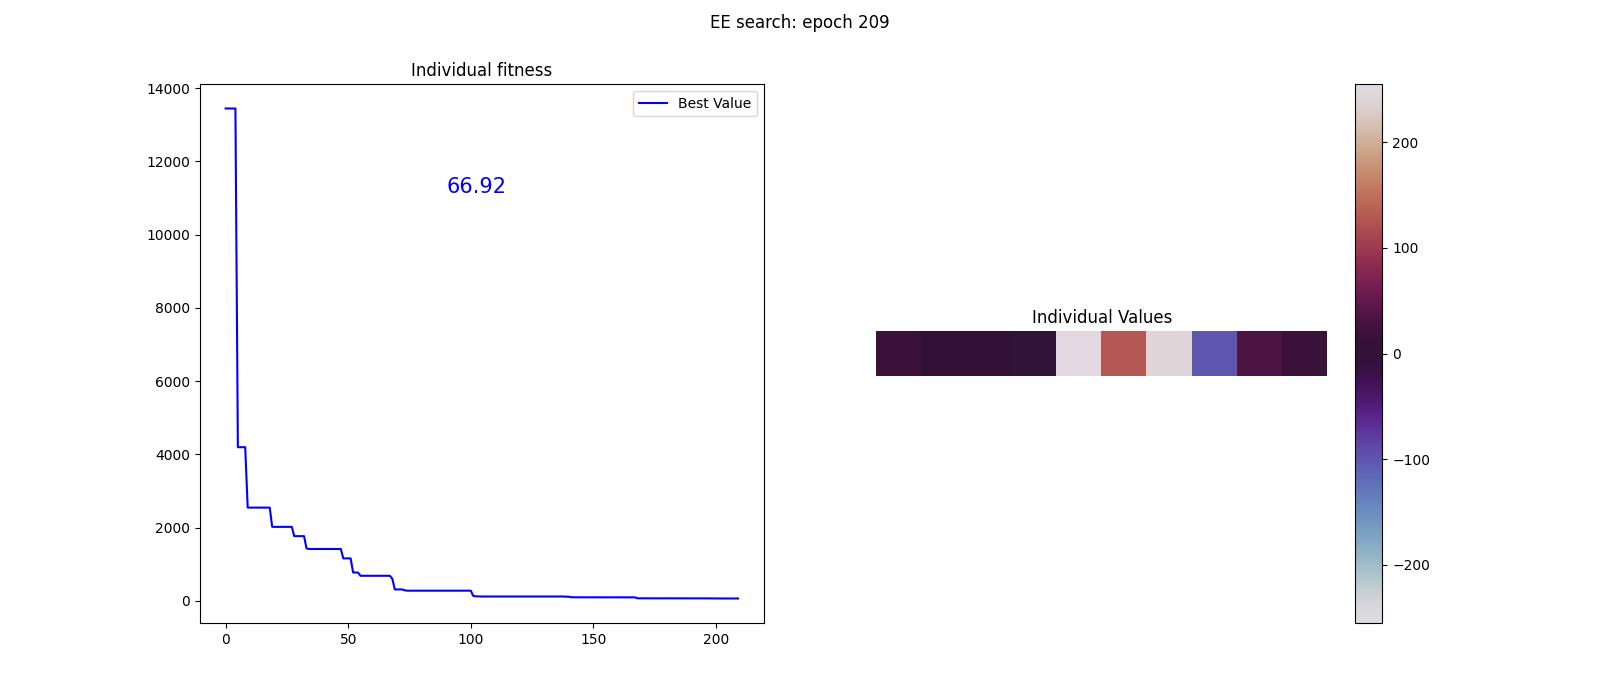 EE search: epoch 209
Individual fitness
14000
12000
10000
8000
6000
4000
2000
0
Best Value
66.92
0 50 100 150 200
Individual Values
200
100
0
−100
−200